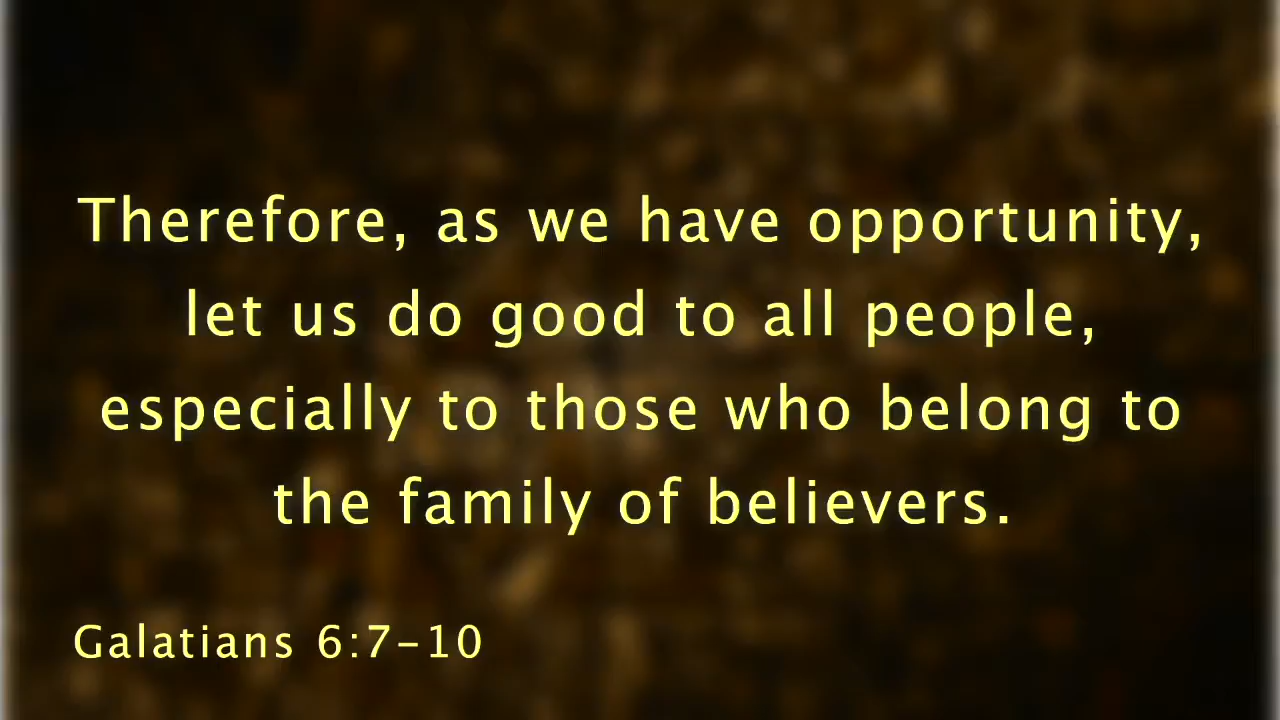 Therefore, as we have opportunity,
let us do good to all people,
especially to those who belong to
the family of believers.
Galatians 6:7-10